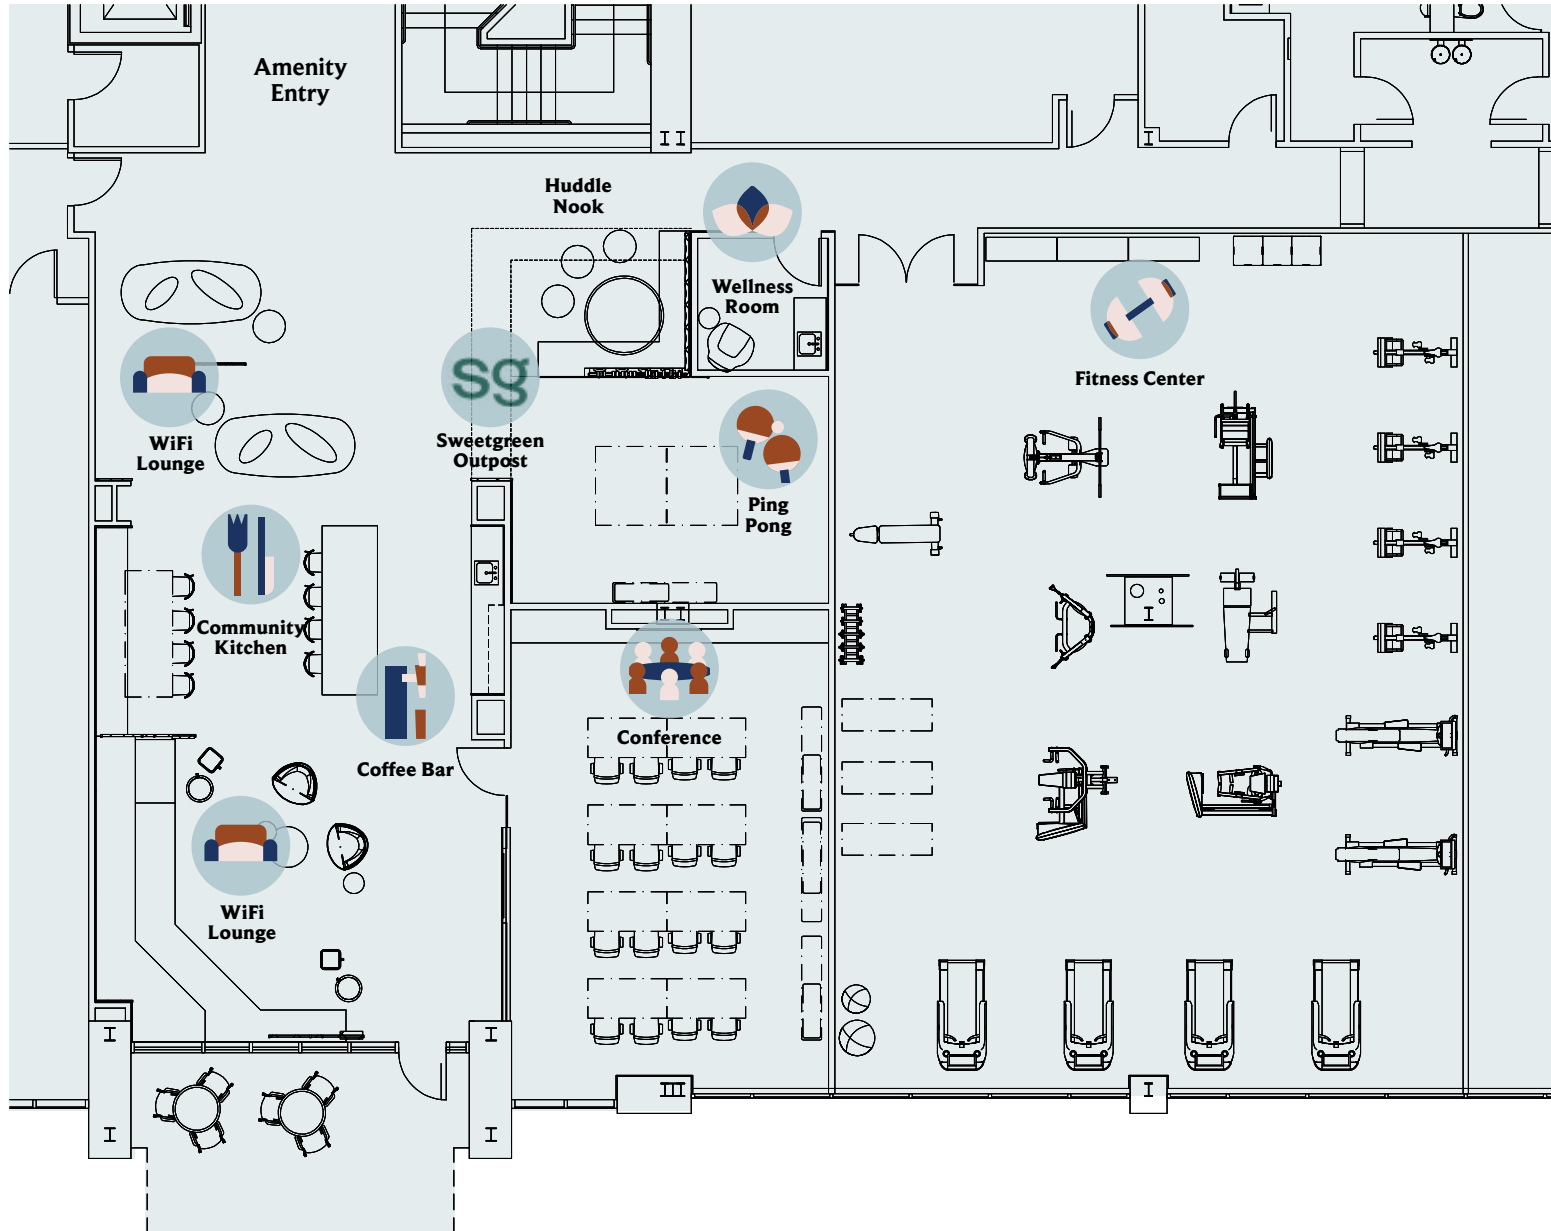 Amenity
Entry
Huddle
Nook
Wellness
Room
Fitness Center
sg
Sweetgreen
Outpost
WiFi
Lounge
Ping
Pong
Community
Kitchen
Conference
Coffee Bar
WiFi
Lounge